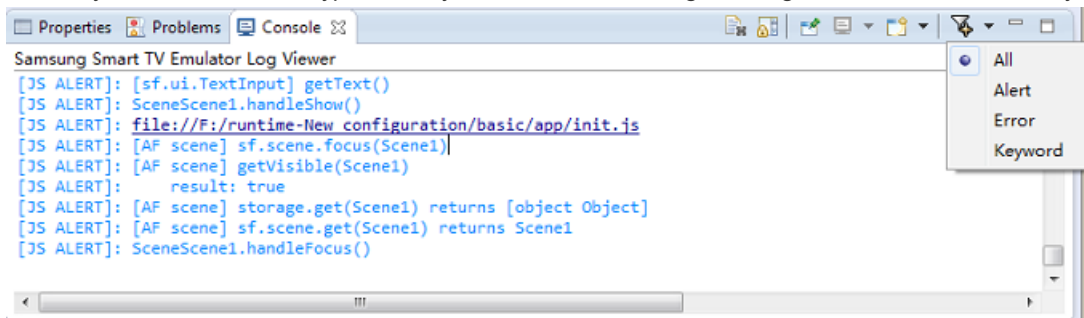 Properties Problems Console
Samsung Smart TV Emulator Log Viewer
[JS ALERT]: [sf.ui.TextInput] getText()
[JS ALERT]: SceneScene1.handleShow()
[JS ALERT]: file://F:/runtime-New configuration/basic/app/init.js
[JS ALERT]: [AF scene] sf.scene.focus(Scene1)
[JS ALERT]: [AF scene] getVisible(Scene1)
[JS ALERT]:     result: true
[JS ALERT]: [AF scene] storage.get(Scene1) returns [object Object]
[JS ALERT]: [AF scene] sf.scene.get(Scene1) returns Scene1
[JS ALERT]: SceneScene1.handleFocus()
All
Alert
Error
Keyword